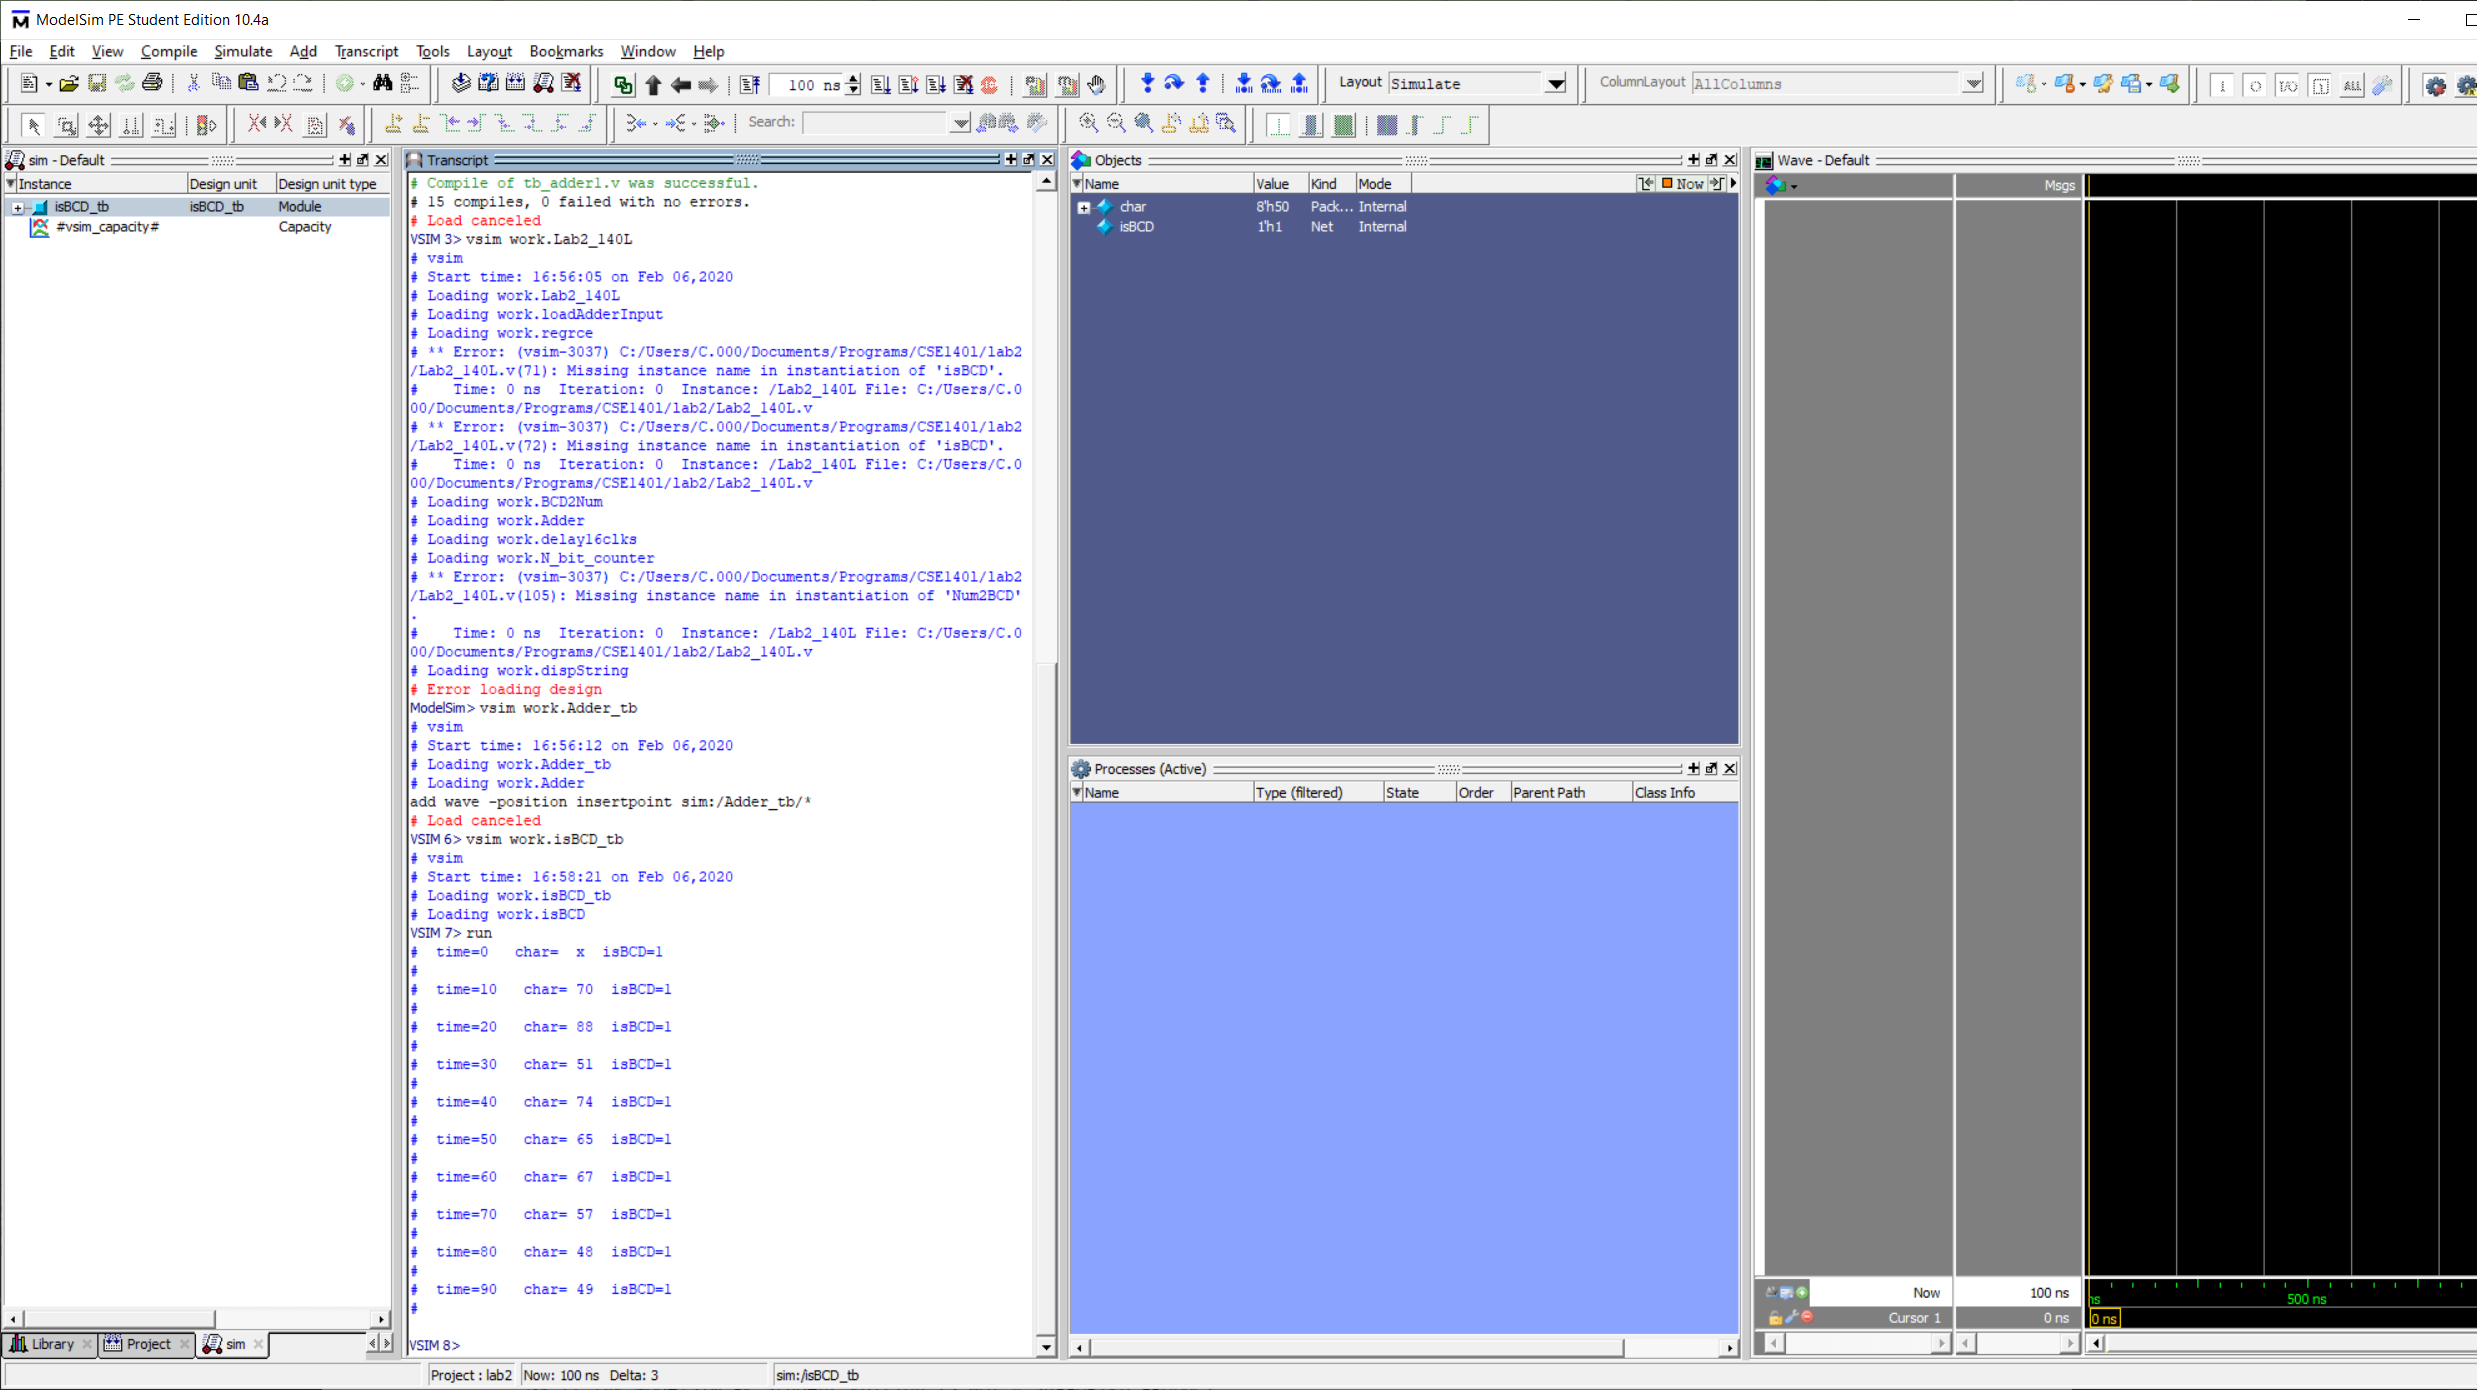 ModelSim PE Student Edition 10.4a
File Edit View Compile Simulate Add Transcript Tools Layout Bookmarks Window Help
100 ns
Layout Simulate
ColumnLayout AllColumns
Search:
sim - Default
Instance Design unit Design unit type
isBCD_tb isBCD_tb Module
#vsim_capacity# Capacity
Library Project sim
Transcript
# Compile of tb_adder1.v was successful.
# 15 compiles, 0 failed with no errors.
# Load canceled
VSIM 3> vsim work.Lab2_140L
# vsim
# Start time: 16:56:05 on Feb 06,2020
# Loading work.Lab2_140L
# Loading work.loadAdderInput
# Loading work.regrce
# ** Error: (vsim-3037) C:/Users/C.000/Documents/Programs/CSE140l/lab2
/Lab2_140L.v(71): Missing instance name in instantiation of 'isBCD'.
# Time: 0 ns Iteration: 0 Instance: /Lab2_140L File: C:/Users/C.0
00/Documents/Programs/CSE140l/lab2/Lab2_140L.v
# ** Error: (vsim-3037) C:/Users/C.000/Documents/Programs/CSE140l/lab2
/Lab2_140L.v(72): Missing instance name in instantiation of 'isBCD'.
# Time: 0 ns Iteration: 0 Instance: /Lab2_140L File: C:/Users/C.0
00/Documents/Programs/CSE140l/lab2/Lab2_140L.v
# Loading work.BCD2Num
# Loading work.Adder
# Loading work.delay16clks
# Loading work.N_bit_counter
# ** Error: (vsim-3037) C:/Users/C.000/Documents/Programs/CSE140l/lab2
/Lab2_140L.v(105): Missing instance name in instantiation of 'Num2BCD'
.
# Time: 0 ns Iteration: 0 Instance: /Lab2_140L File: C:/Users/C.0
00/Documents/Programs/CSE140l/lab2/Lab2_140L.v
# Loading work.dispString
# Error loading design
ModelSim> vsim work.Adder_tb
# vsim
# Start time: 16:56:12 on Feb 06,2020
# Loading work.Adder_tb
# Loading work.Adder
add wave -position insertpoint sim:/Adder_tb/*
# Load canceled
VSIM 6> vsim work.isBCD_tb
# vsim
# Start time: 16:58:21 on Feb 06,2020
# Loading work.isBCD_tb
# Loading work.isBCD
VSIM 7> run
# time=0 char= x isBCD=1
#
# time=10 char= 70 isBCD=1
#
# time=20 char= 88 isBCD=1
#
# time=30 char= 51 isBCD=1
#
# time=40 char= 74 isBCD=1
#
# time=50 char= 65 isBCD=1
#
# time=60 char= 67 isBCD=1
#
# time=70 char= 57 isBCD=1
#
# time=80 char= 48 isBCD=1
#
# time=90 char= 49 isBCD=1
#
VSIM 8>
Objects
Name Value Kind Mode Now
char 8'h50 Pack... Internal
isBCD 1'h1 Net Internal
Processes (Active)
Name Type (filtered) State Order Parent Path Class Info
Wave - Default
Msgs
Now 100 ns
Cursor 1 0 ns
ns 500 ns
0 ns
Project : lab2 Now: 100 ns Delta: 3 sim:/isBCD_tb